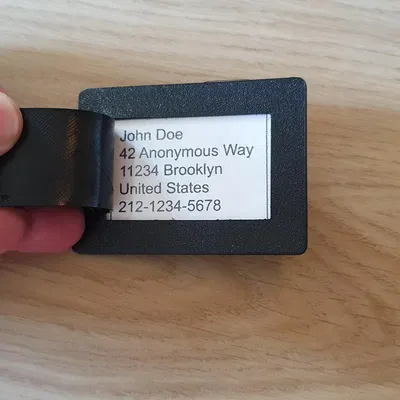 John Doe
42 Anonymous Way
11234 Brooklyn
United States
212-1234-5678